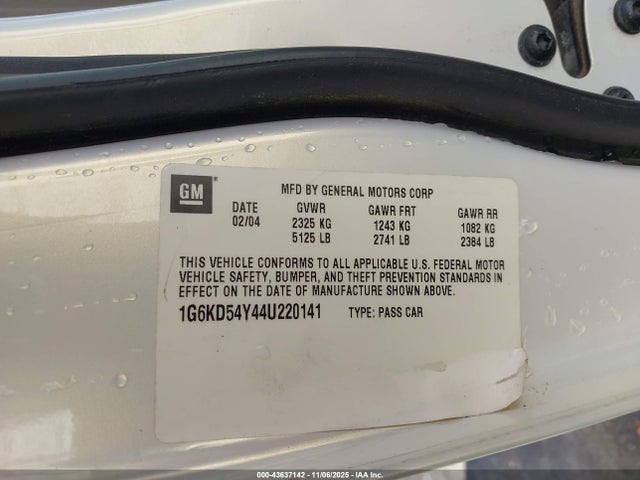 GM
MFD BY GENERAL MOTORS CORP
DATE GVWR GAWR FRT GAWR RR
02/04 2325 KG 1243 KG 1082 KG
5125 LB 2741 LB 2384 LB
THIS VEHICLE CONFORMS TO ALL APPLICABLE U.S. FEDERAL MOTOR
VEHICLE SAFETY, BUMPER, AND THEFT PREVENTION STANDARDS IN
EFFECT ON THE DATE OF MANUFACTURE SHOWN ABOVE.
1G6KD54Y44U220141 TYPE: PASS CAR
000-43637142 - 11/06/2025 - IAA Inc.